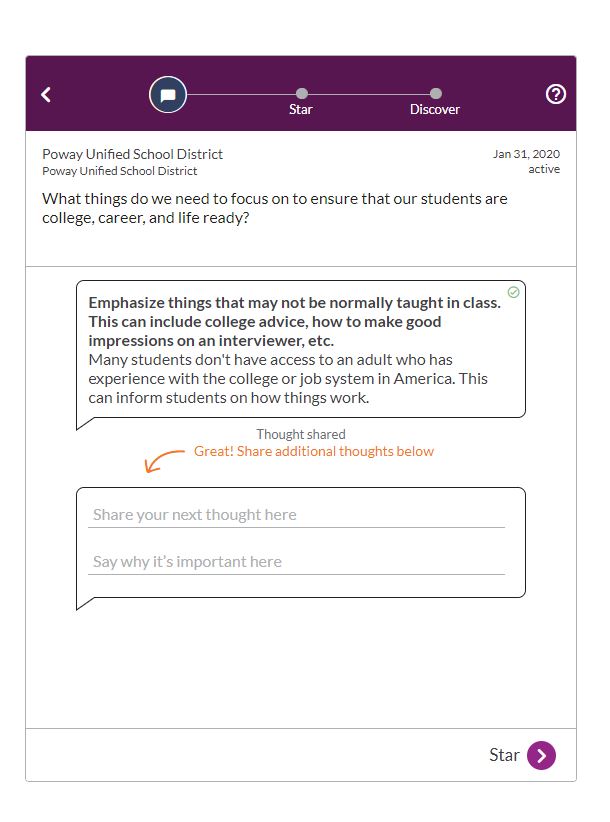 Star
Discover
Poway Unified School District
Jan 31, 2020
Poway Unified School District
active
What things do we need to focus on to ensure that our students are
college, career, and life ready?
Emphasize things that may not be normally taught in class.
This can include college advice, how to make good
impressions on an interviewer, etc.
Many students don't have access to an adult who has
experience with the college or job system in America. This
can inform students on how things work.
Thought shared
Great! Share additional thoughts below
Share your next thought here
Say why it's important here
Star